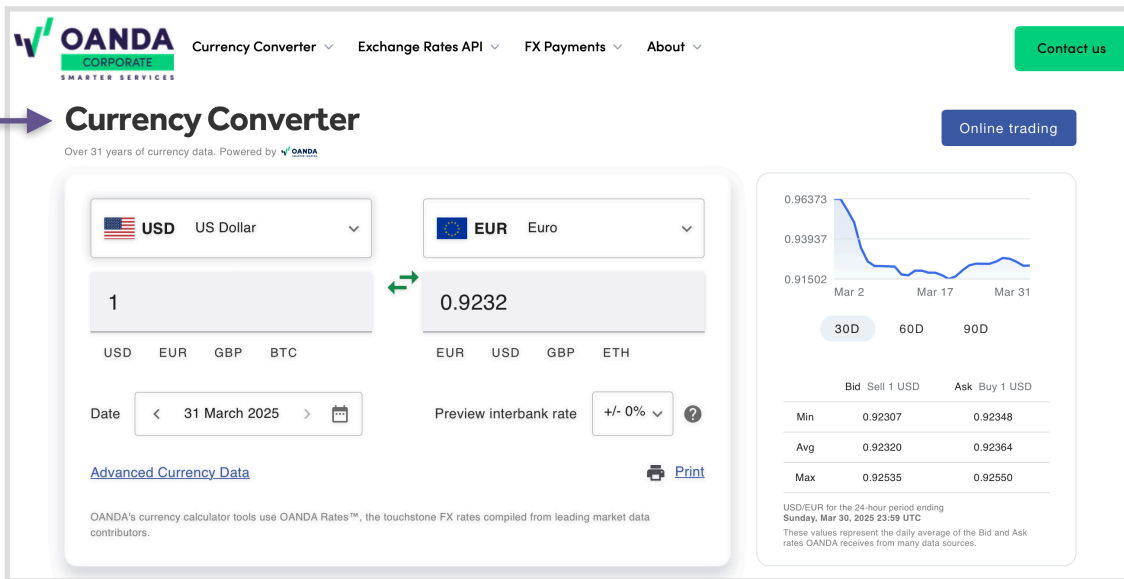 OANDA
CORPORATE
SMARTER SERVICES
Currency Converter
Exchange Rates API
FX Payments
About
Contact us
Currency Converter
Online trading
Over 31 years of currency data. Powered by OANDA
USD US Dollar
EUR Euro
1
0.9232
USD EUR GBP BTC
EUR USD GBP ETH
Date
31 March 2025
Preview interbank rate
+/- 0%
?
Advanced Currency Data
Print
OANDA's currency calculator tools use OANDA Rates™, the touchstone FX rates compiled from leading market data
contributors.
0.96373
0.93937
0.91502
Mar 2 Mar 17 Mar 31
30D 60D 90D
Bid Sell 1 USD Ask Buy 1 USD
Min 0.92307 0.92348
Avg 0.92320 0.92364
Max 0.92535 0.92550
USD/EUR for the 24-hour period ending
Sunday, Mar 30, 2025 23:59 UTC
These values represent the daily average of the Bid and Ask
rates OANDA receives from many data sources.